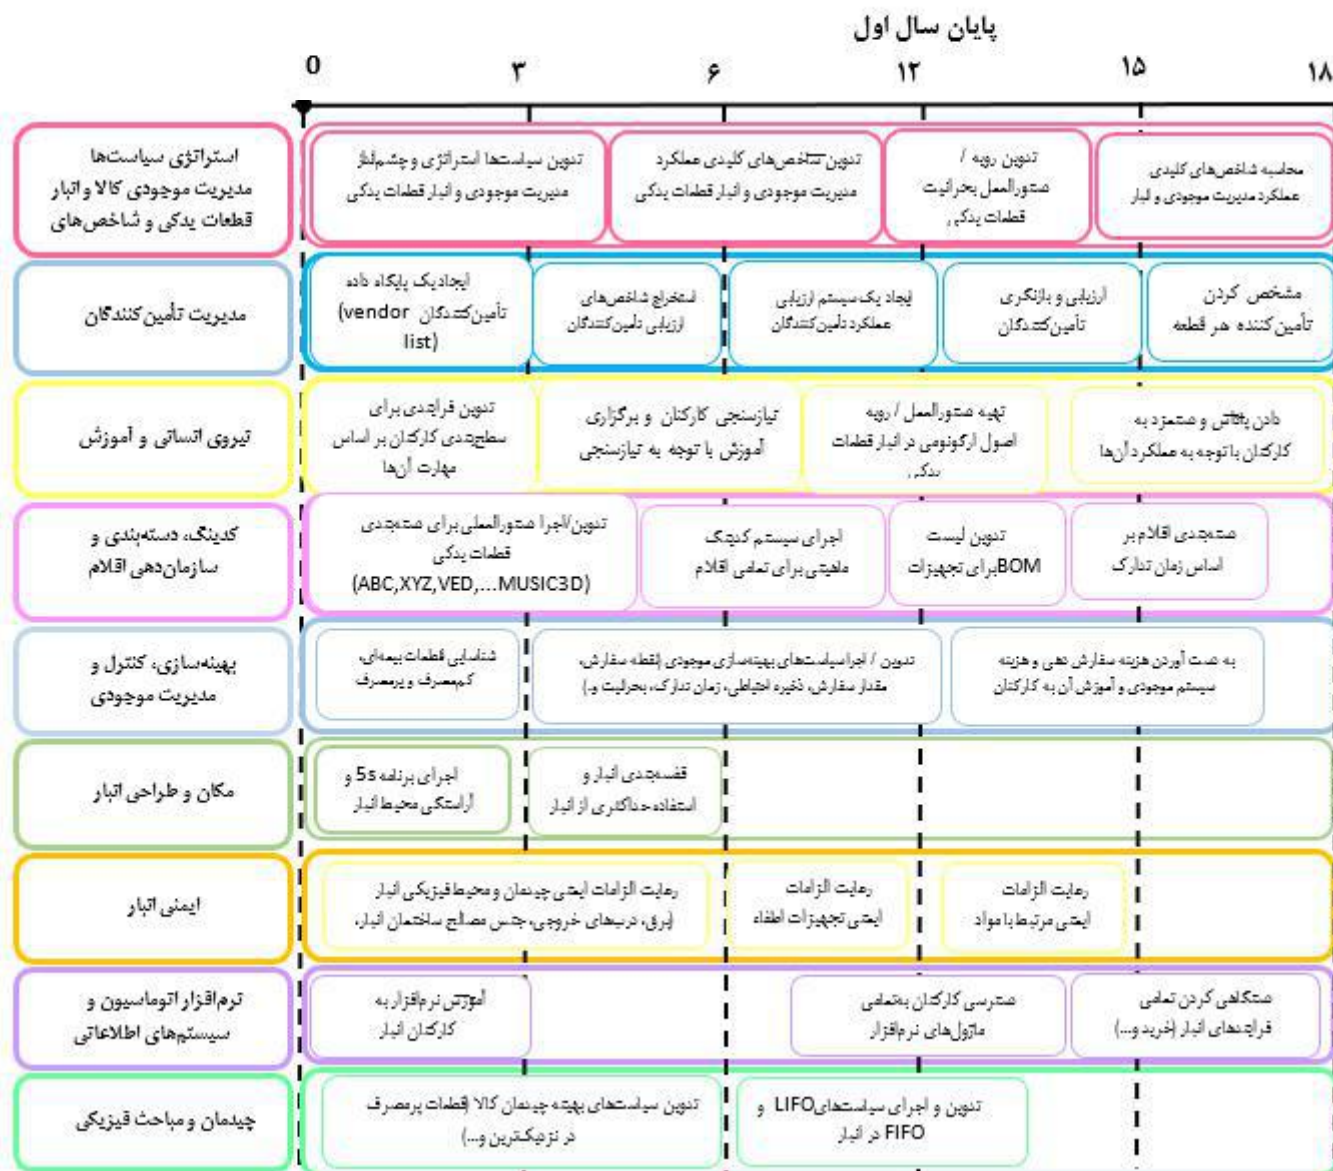 پایان سال اول
0
۳
۶
۱۲
۱۵
۱۸
استراتژی سیاست‌ها
مدیریت موجودی کالا و انبار
قطعات یدکی و شاخص‌های
تدوین سیاست‌ها استراتژی و چشم‌انداز
مدیریت موجودی و انبار قطعات یدکی
تدوین شاخص‌های کلیدی عملکرد
مدیریت موجودی و انبار قطعات یدکی
تدوین رویه /
دستورالعمل بحرانیت
قطعات یدکی
محاسبه شاخص‌های کلیدی
عملکرد مدیریت موجودی و انبار
مدیریت تأمین‌کنندگان
ایجاد یک پایگاه داده
تأمین‌کنندگان (vendor
list)
استخراج شاخص‌های
ارزیابی تأمین‌کنندگان
ایجاد یک سیستم ارزیابی
عملکرد تأمین‌کنندگان
ارزیابی و بازنگری
تأمین‌کنندگان
مشخص کردن
تأمین‌کننده هر قطعه
نیروی انسانی و آموزش
تدوین فرایندی برای
سطح‌بندی کارکنان بر اساس
مهارت آن‌ها
نیازسنجی کارکنان و برگزاری
آموزش با توجه به نیازسنجی
تهیه دستورالعمل / رویه
اصول ارگونومی در انبار قطعات
یدکی
دادن پاداش و دستمزد به
کارکنان با توجه به عملکرد آن‌ها
کدینگ، دسته‌بندی و
سازمان‌دهی اقلام
تدوین/اجرا دستورالعملی برای دسته‌بندی
قطعات یدکی
(ABC,XYZ,VED,...MUSIC3D)
اجرای سیستم کدینگ
ماهیتی برای تمامی اقلام
تدوین لیست
BOM برای تجهیزات
دسته‌بندی اقلام بر
اساس زمان تدارک
بهینه‌سازی، کنترل و
مدیریت موجودی
شناسایی قطعات بیمه‌ای،
کم‌مصرف و پرمصرف
تدوین / اجرا سیاست‌های بهینه‌سازی موجودی (نقطه سفارش،
مقدار سفارش، ذخیره احتیاطی، زمان تدارک، بحرانیت و..)
به دست آوردن هزینه سفارش دهی و هزینه
سیستم موجودی و آموزش آن به کارکنان
مکان و طراحی انبار
اجرای برنامه 5s و
آراستگی محیط انبار
قفسه‌بندی انبار و
استفاده حداکثری از انبار
ایمنی انبار
رعایت الزامات ایمنی چیدمان و محیط فیزیکی انبار
(برق، درب‌های خروجی، جنس مصالح ساختمان انبار،
رعایت الزامات
ایمنی تجهیزات اطفاء
رعایت الزامات
ایمنی مرتبط با مواد
نرم‌افزار اتوماسیون و
سیستم‌های اطلاعاتی
آموزش نرم‌افزار به
کارکنان انبار
دسترسی کارکنان به تمامی
ماژول‌های نرم‌افزار
دستگاهی کردن تمامی
فرایندهای انبار (خرید و...)
چیدمان و مباحث فیزیکی
تدوین سیاست‌های بهینه چیدمان کالا (قطعات پرمصرف
در نزدیک‌ترین و...)
تدوین و اجرای سیاست‌های LIFO و
FIFO در انبار